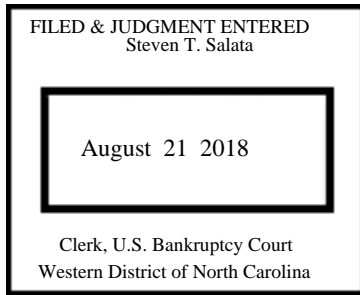 FILED & JUDGMENT ENTERED
Steven T. Salata
August 21 2018
Clerk, U.S. Bankruptcy Court
Western District of North Carolina